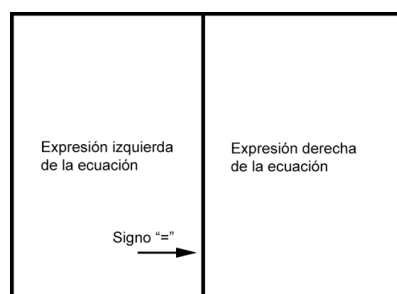 Expresión izquierda
de la ecuación
Expresión derecha
de la ecuación
Signo “=”